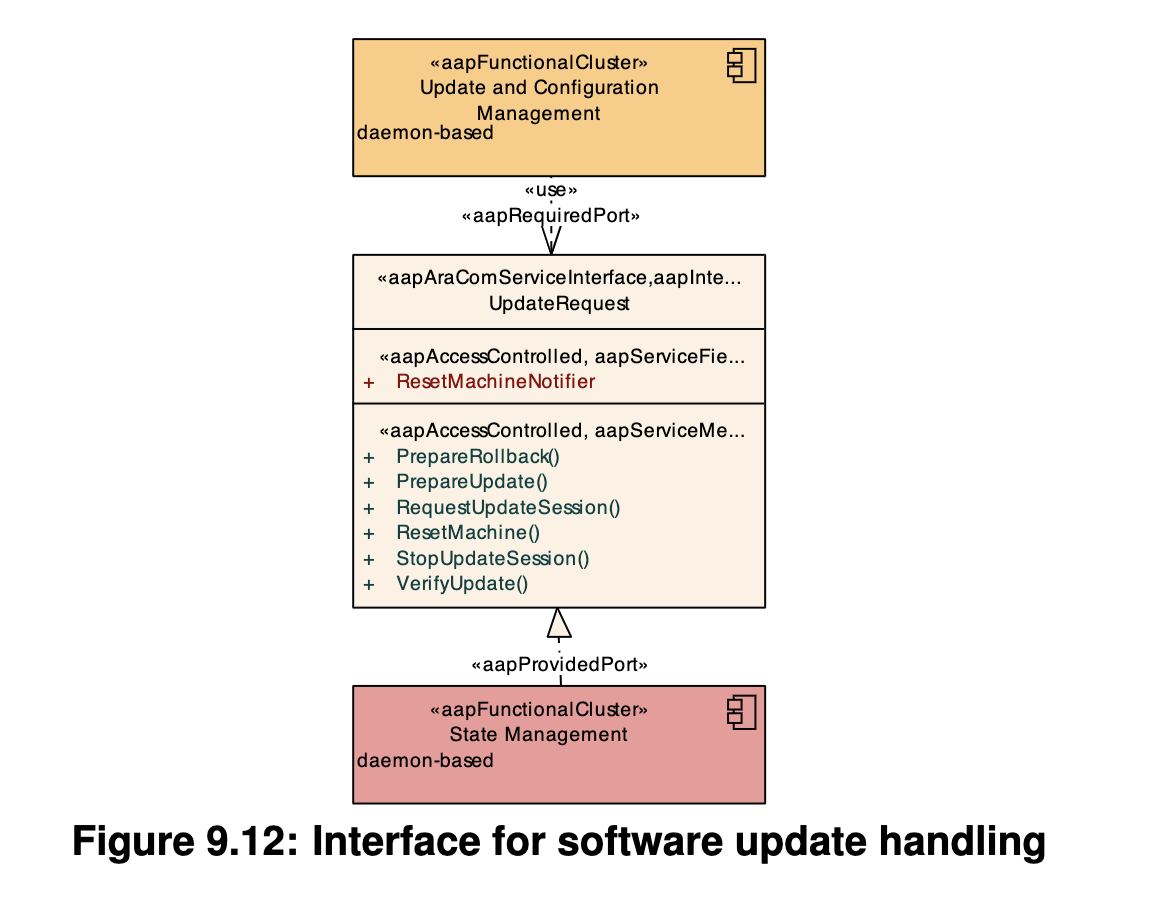 «aapFunctionalCluster»
Update and Configuration
Management
daemon-based
«use»
«aapRequiredPort»
«aapAraComServiceInterface,aapInte...
UpdateRequest
«aapAccessControlled, aapServiceFie...
+ ResetMachineNotifier
«aapAccessControlled, aapServiceMe...
+ PrepareRollback()
+ PrepareUpdate()
+ RequestUpdateSession()
+ ResetMachine()
+ StopUpdateSession()
+ VerifyUpdate()
«aapProvidedPort»
«aapFunctionalCluster»
State Management
daemon-based
Figure 9.12: Interface for software update handling